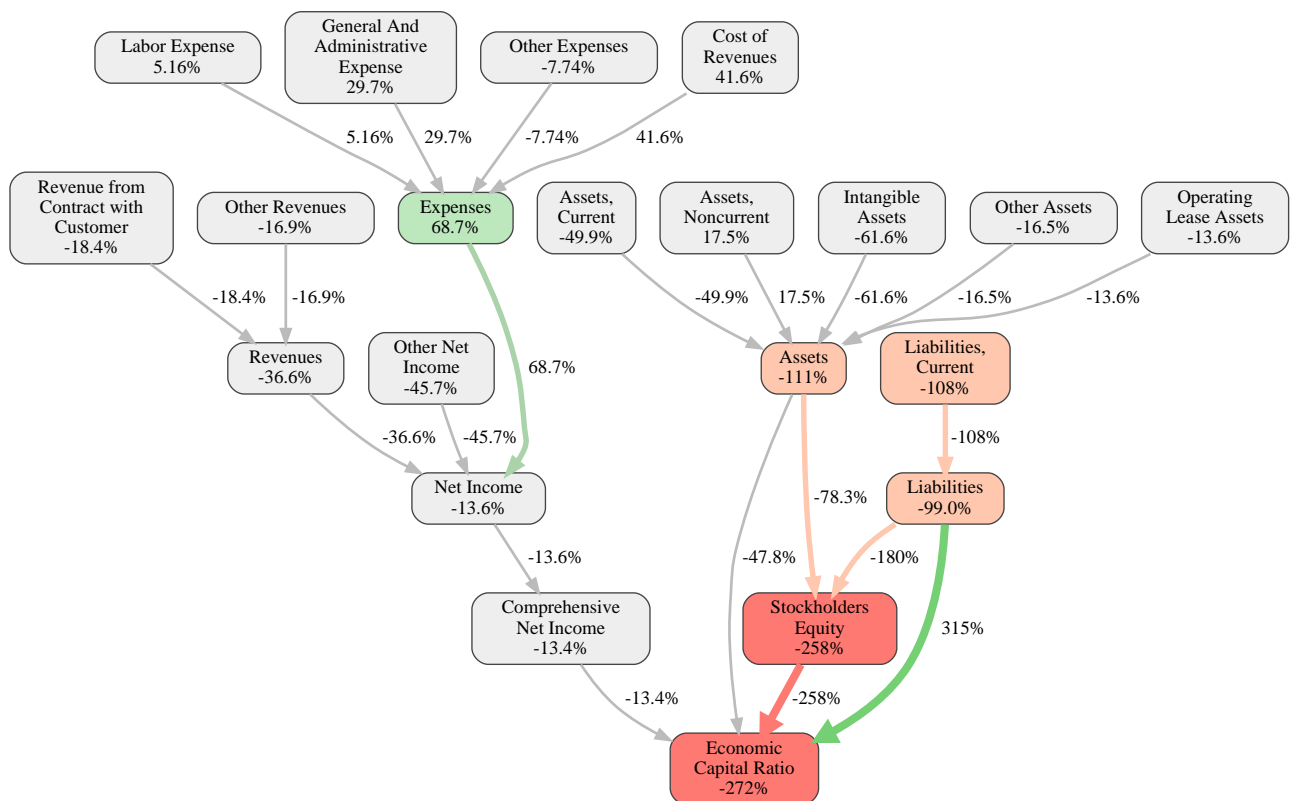 Labor Expense
5.16%
General And
Administrative
Expense
29.7%
Other Expenses
-7.74%
Cost of
Revenues
41.6%
5.16%
29.7%
-7.74%
41.6%
Revenue from
Contract with
Customer
-18.4%
Other Revenues
-16.9%
Expenses
68.7%
Assets,
Current
-49.9%
Assets,
Noncurrent
17.5%
Intangible
Assets
-61.6%
Other Assets
-16.5%
Operating
Lease Assets
-13.6%
-18.4%
-16.9%
-49.9%
17.5%
-61.6%
-16.5%
-13.6%
Revenues
-36.6%
Other Net
Income
-45.7%
68.7%
Assets
-111%
Liabilities,
Current
-108%
-36.6%
-45.7%
-108%
Net Income
-13.6%
-78.3%
Liabilities
-99.0%
-13.6%
-47.8%
-180%
Comprehensive
Net Income
-13.4%
Stockholders
Equity
-258%
315%
-13.4%
-258%
Economic
Capital Ratio
-272%